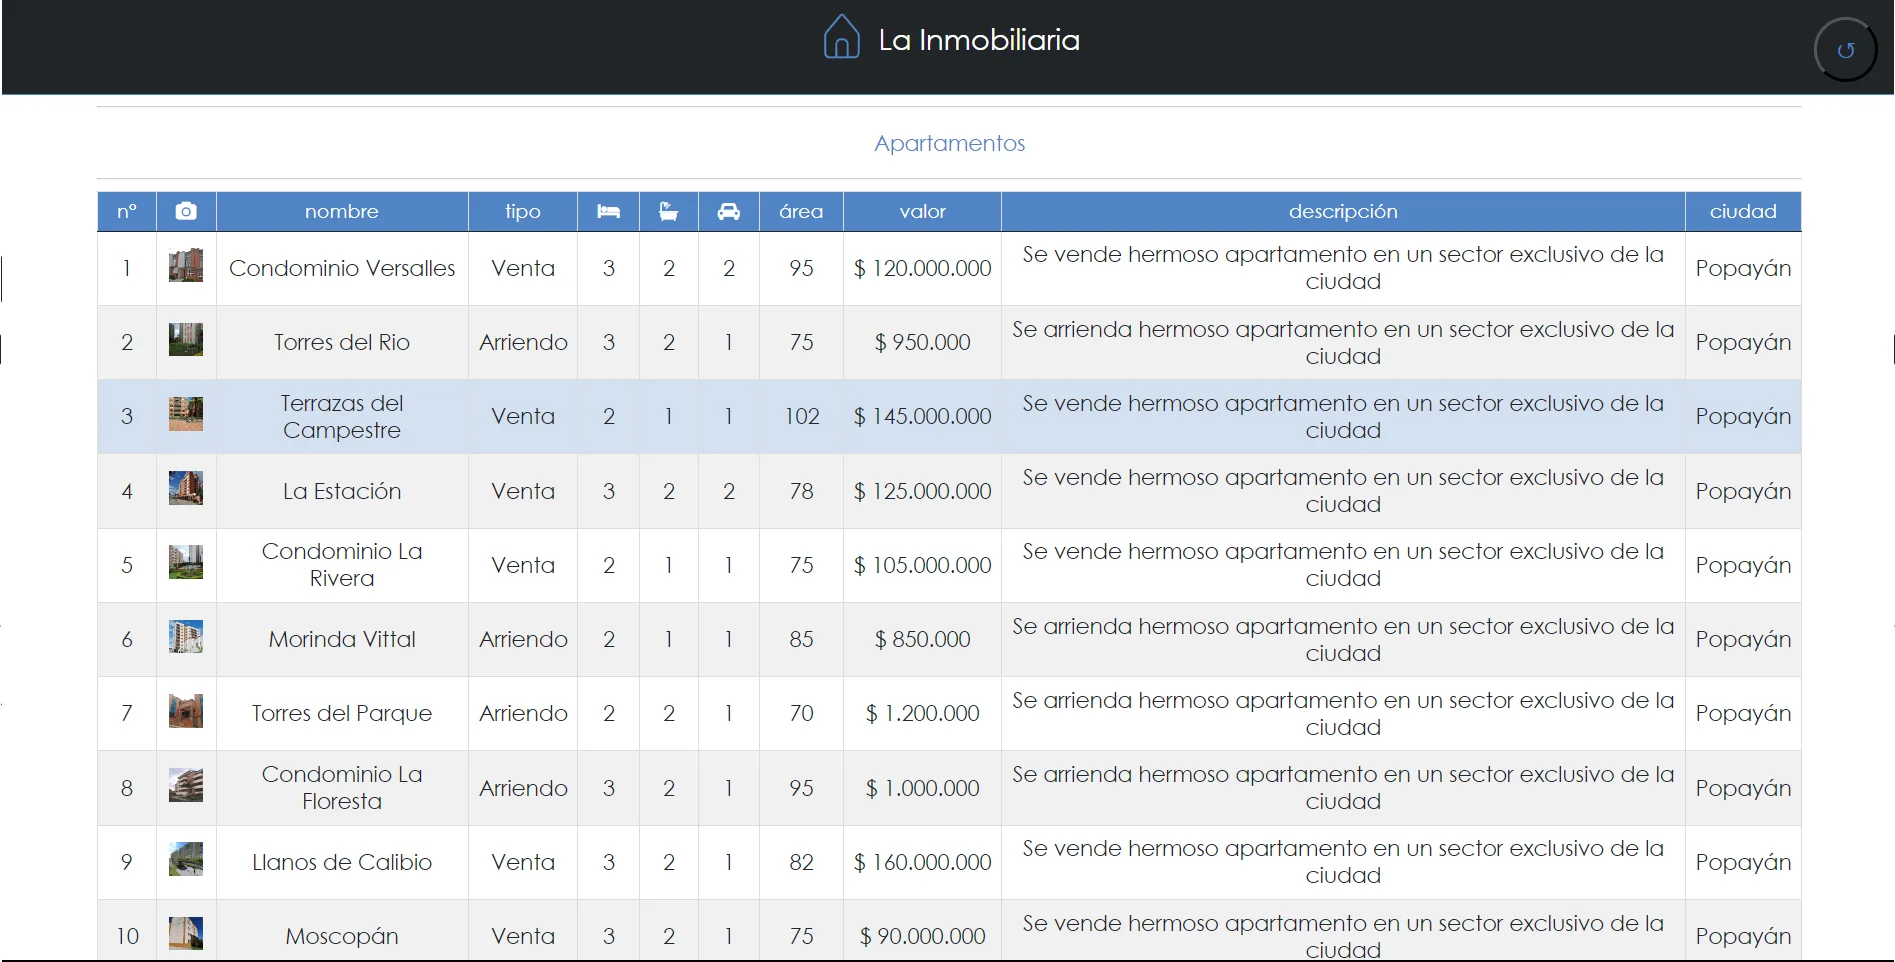 La Inmobiliaria
Apartamentos
n° nombre tipo área valor descripción ciudad
1 Condominio Versalles Venta 3 2 2 95 $ 120.000.000 Se vende hermoso apartamento en un sector exclusivo de la ciudad Popayán
2 Torres del Rio Arriendo 3 2 1 75 $ 950.000 Se arrienda hermoso apartamento en un sector exclusivo de la ciudad Popayán
3 Terrazas del Campestre Venta 2 1 1 102 $ 145.000.000 Se vende hermoso apartamento en un sector exclusivo de la ciudad Popayán
4 La Estación Venta 3 2 2 78 $ 125.000.000 Se vende hermoso apartamento en un sector exclusivo de la ciudad Popayán
5 Condominio La Rivera Venta 2 1 1 75 $ 105.000.000 Se vende hermoso apartamento en un sector exclusivo de la ciudad Popayán
6 Morinda Vittal Arriendo 2 1 1 85 $ 850.000 Se arrienda hermoso apartamento en un sector exclusivo de la ciudad Popayán
7 Torres del Parque Arriendo 2 2 1 70 $ 1.200.000 Se arrienda hermoso apartamento en un sector exclusivo de la ciudad Popayán
8 Condominio La Floresta Arriendo 3 2 1 95 $ 1.000.000 Se arrienda hermoso apartamento en un sector exclusivo de la ciudad Popayán
9 Llanos de Calibio Venta 3 2 1 82 $ 160.000.000 Se vende hermoso apartamento en un sector exclusivo de la ciudad Popayán
10 Moscopán Venta 3 2 1 75 $ 90.000.000 Se vende hermoso apartamento en un sector exclusivo de la ciudad Popayán